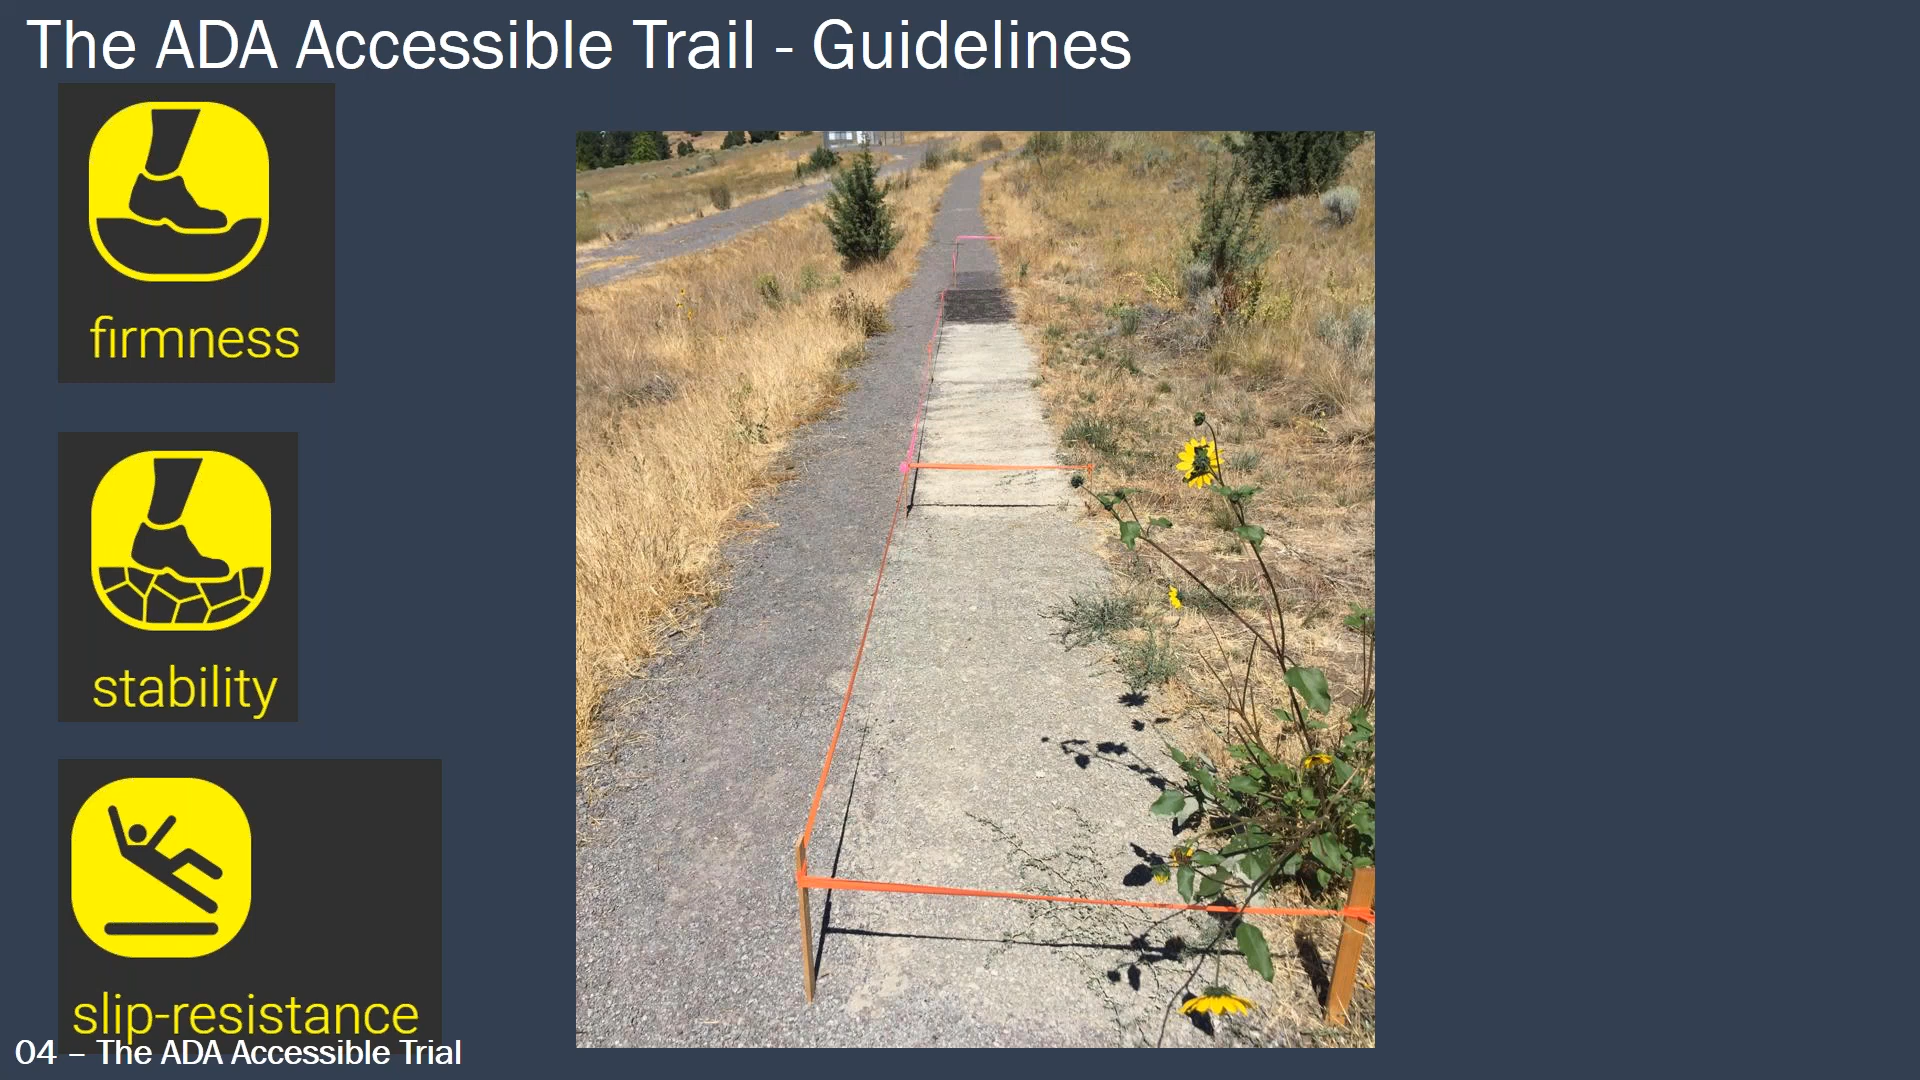 The ADA Accessible Trail - Guidelines
firmness
stability
slip-resistance
04 – The ADA Accessible Trial